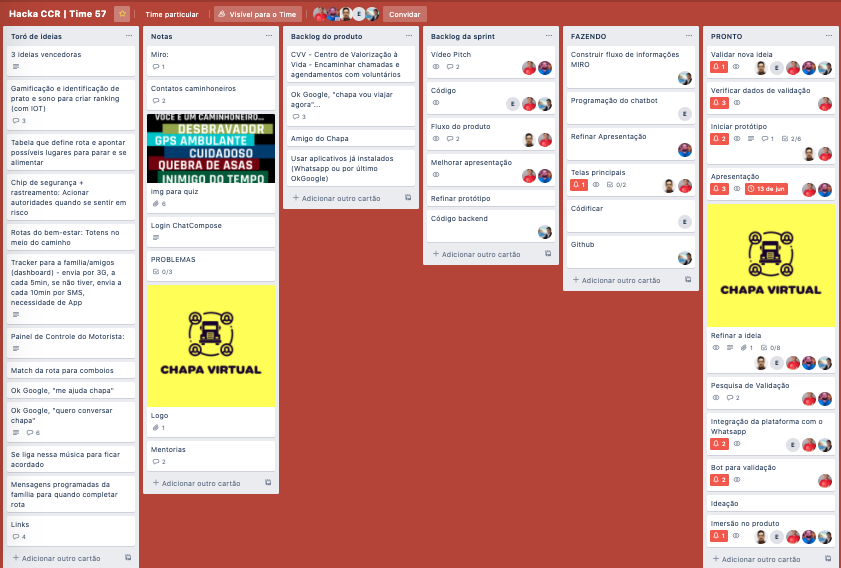 Hacka CCR | Time 57
Time particular
Visível para o Time
E
Convidar
Toró de ideias
3 ideias vencedoras
Gamificação e identificação de
prato e sono para criar ranking
(com IOT)
3
Tabela que define rota e apontar
possíveis lugares para parar e se
alimentar
Chip de segurança +
rastreamento: Acionar
autoridades quando se sentir em
risco
Rotas do bem-estar: Totens no
meio do caminho
Tracker para a família/amigos
(dashboard) - envia por 3G, a
cada 5min, se não tiver, envia a
cada 10min por SMS,
necessidade de App
Painel de Controle do Motorista:
Match da rota para comboios
Ok Google, "me ajuda chapa"
Ok Google, "quero conversar
chapa"
6
Se liga nessa música para ficar
acordado
Mensagens programadas da
família para quando completar
rota
Links
4
+ Adicionar outro cartão
Notas
Miro:
1
Contatos caminhoneiros
2
VOCÊ É UM CAMINHONEIRO...
DESBRAVADOR
GPS AMBULANTE
CUIDADOSO
QUEBRA DE ASAS
INIMIGO DO TEMPO
img para quiz
6
Login ChatCompose
PROBLEMAS
0/3
CHAPA VIRTUAL
Logo
1
Mentorias
2
+ Adicionar outro cartão
Backlog do produto
CVV - Centro de Valorização à
Vida - Encaminhar chamadas e
agendamentos com voluntários
Ok Google, "chapa vou viajar
agora"...
3
Amigo do Chapa
Usar aplicativos já instalados
(Whatsapp ou por último
OkGoogle)
+ Adicionar outro cartão
Backlog da sprint
Vídeo Pitch
2
Código
E
Fluxo do produto
2
Melhorar apresentação
Refinar protótipo
Código backend
+ Adicionar outro cartão
FAZENDO
Construir fluxo de informações
MIRO
Programação do chatbot
E
Refinar Apresentação
Telas principais
1
0/2
Códificar
E
Github
+ Adicionar outro cartão
PRONTO
Validar nova ideia
1
E
Verificar dados de validação
3
Iniciar protótipo
2
1
2/6
Apresentação
3
13 de jun
CHAPA VIRTUAL
Refinar a ideia
1
0/8
E
Pesquisa de Validação
2
Integração da plataforma com o
Whatsapp
2
E
Bot para validação
2
Ideação
Imersão no produto
1
E
+ Adicionar outro cartão